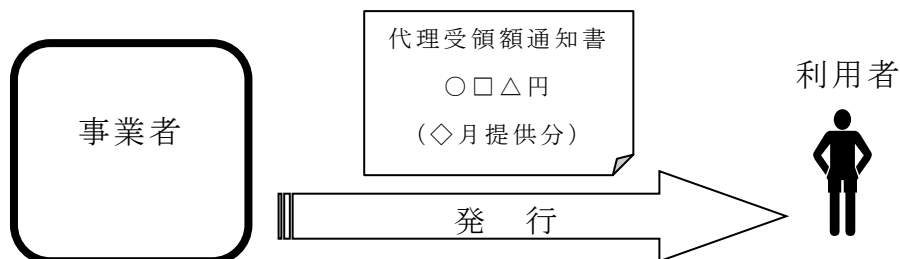 事業者
代理受領額通知書
○□△円
（◇月提供分）
発 行
利用者